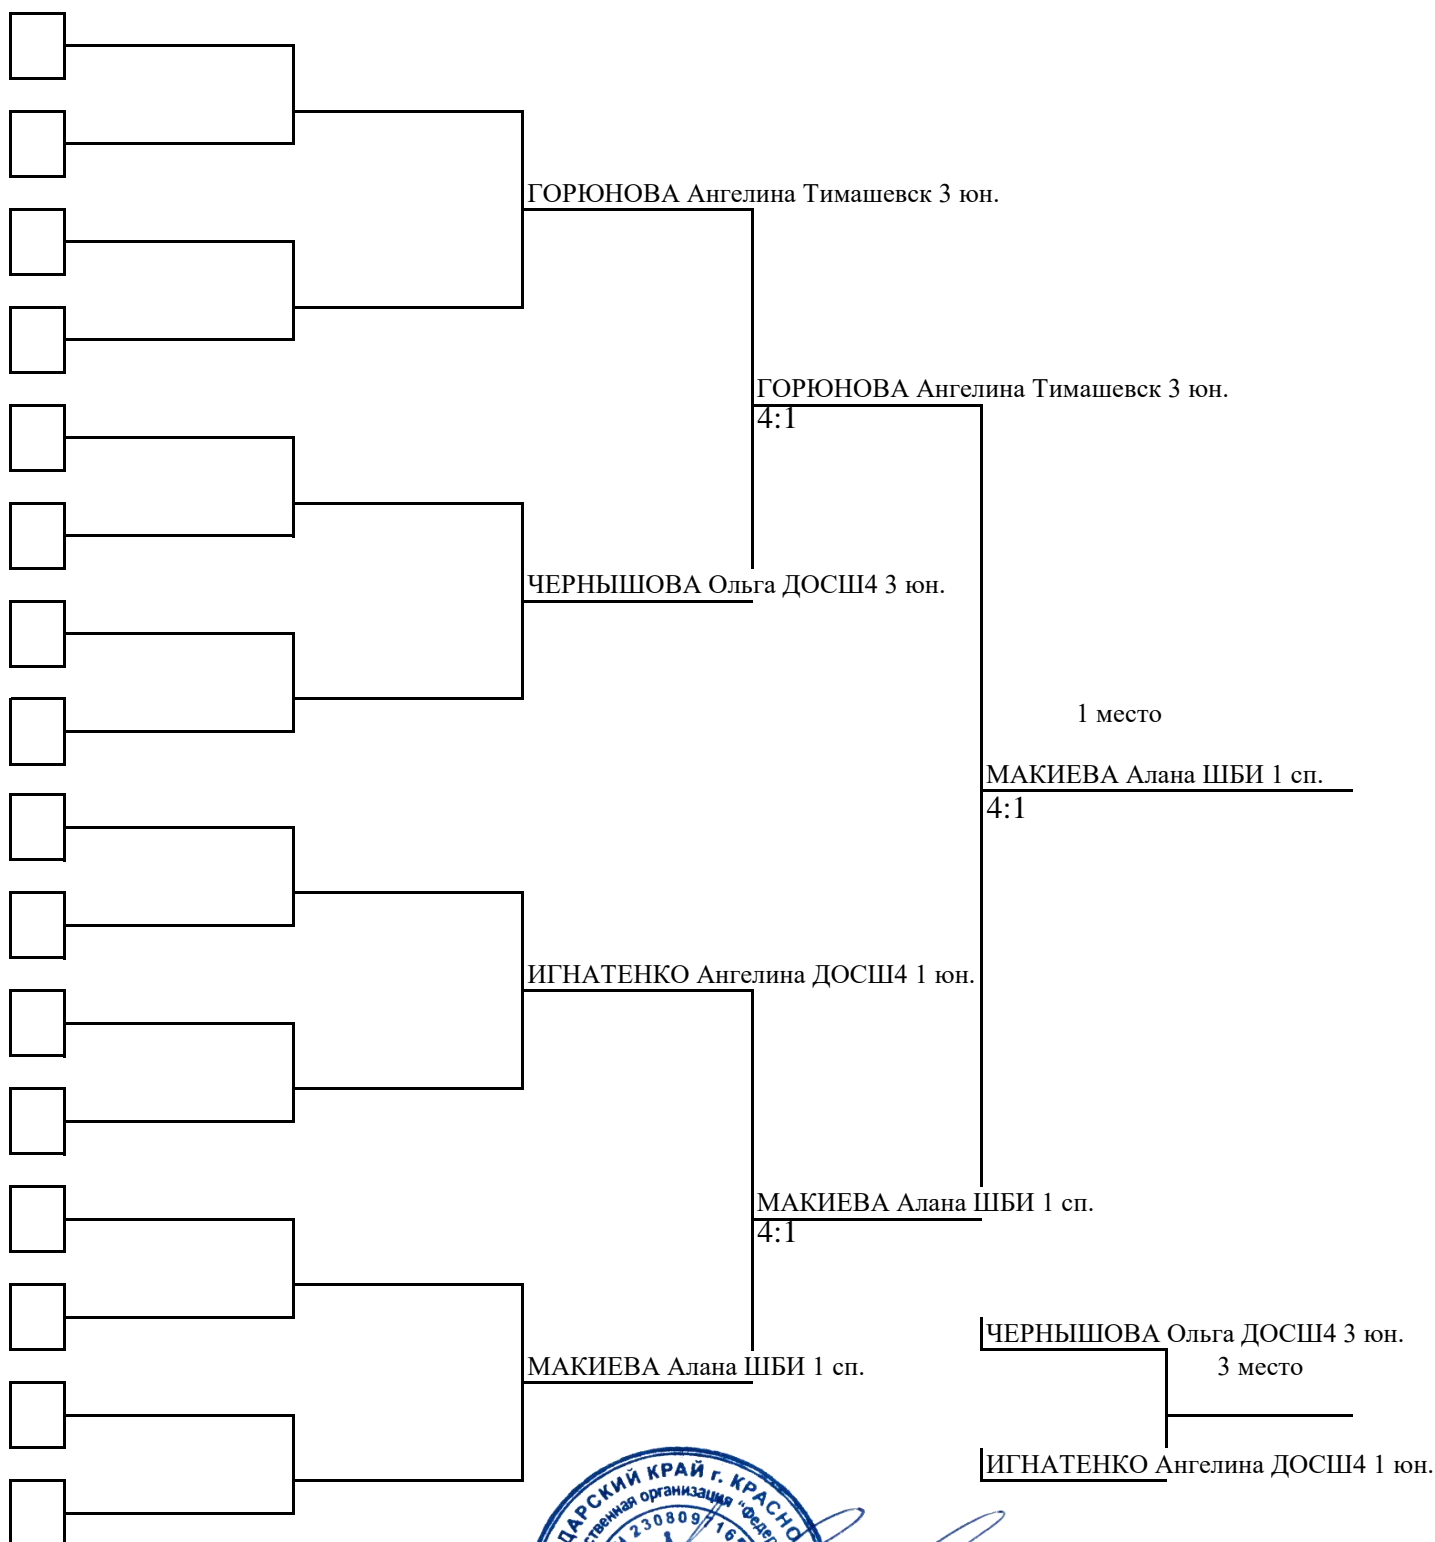 ГОРЮНОВА Ангелина Тимашевск 3 юн.
ГОРЮНОВА Ангелина Тимашевск 3 юн.
4:1
ЧЕРНЫШОВА Ольга ДОСШ4 3 юн.
1 место
МАКИЕВА Алана ШБИ 1 сп.
4:1
ИГНАТЕНКО Ангелина ДОСШ4 1 юн.
МАКИЕВА Алана ШБИ 1 сп.
4:1
ЧЕРНЫШОВА Ольга ДОСШ4 3 юн.
МАКИЕВА Алана ШБИ 1 сп.
3 место
ИГНАТЕНКО Ангелина ДОСШ4 1 юн.
КРАЙ г.
организация